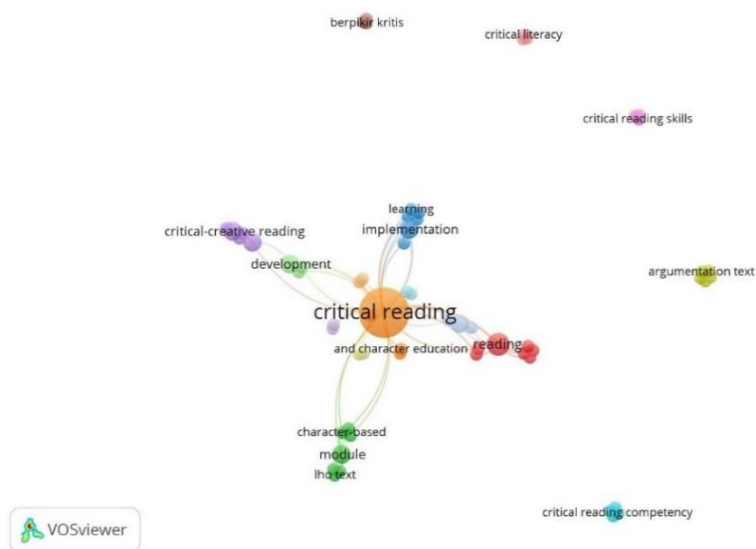 berpikir kritis
critical literacy
critical reading skills
learning
critical-creative reading
implementation
development
argumentation text
critical reading
and character education
reading
character-based
module
lho text
critical reading competency
VOSviewer